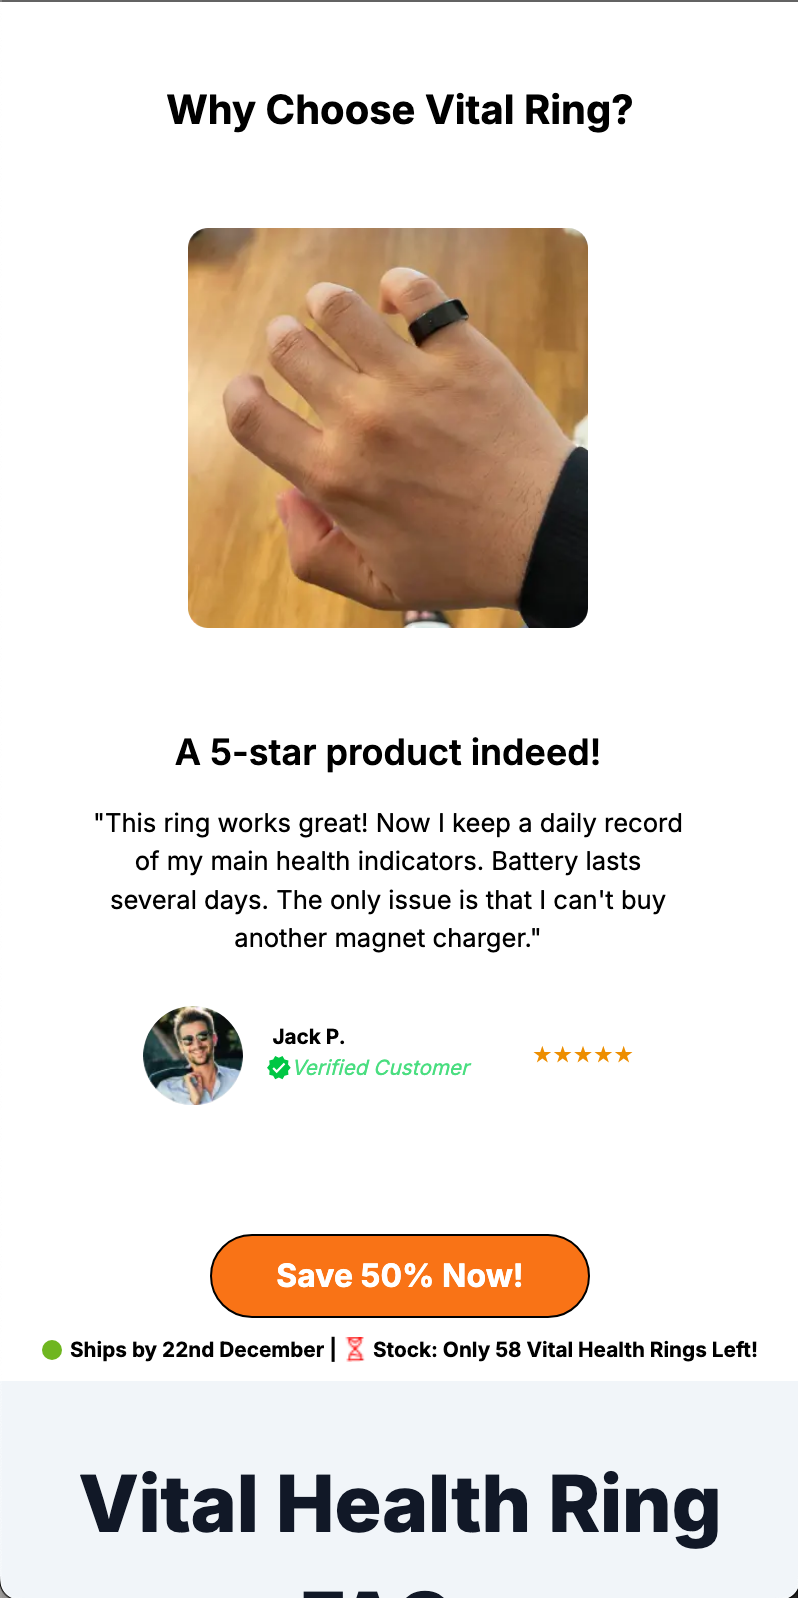 Why Choose Vital Ring?
A 5-star product indeed!
"This ring works great! Now I keep a daily record
of my main health indicators. Battery lasts
several days. The only issue is that I can't buy
another magnet charger."
Jack P.
Verified Customer
★★★★★
Save 50% Now!
Ships by 22nd December | ⏳ Stock: Only 58 Vital Health Rings Left!
Vital Health Ring